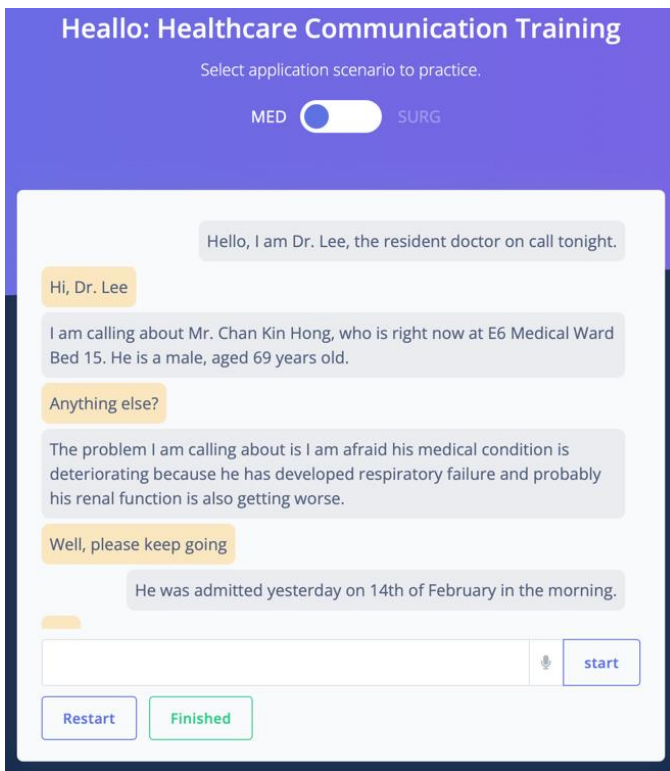 Heallo: Healthcare Communication Training
Select application scenario to practice.
MED SURG
Hello, I am Dr. Lee, the resident doctor on call tonight.
Hi, Dr. Lee
I am calling about Mr. Chan Kin Hong, who is right now at E6 Medical Ward
Bed 15. He is a male, aged 69 years old.
Anything else?
The problem I am calling about is I am afraid his medical condition is
deteriorating because he has developed respiratory failure and probably
his renal function is also getting worse.
Well, please keep going
He was admitted yesterday on 14th of February in the morning.
start
Restart Finished